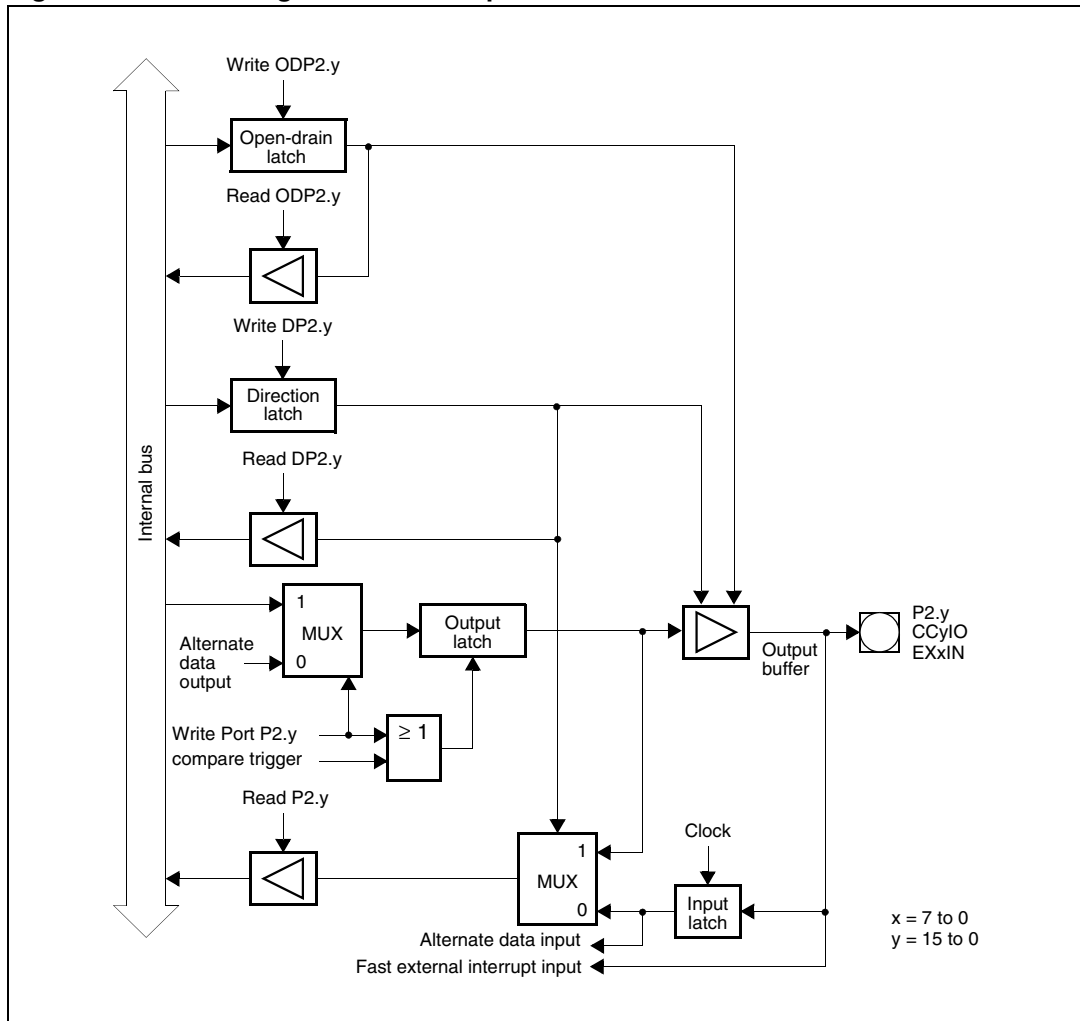 Write ODP2.y
Open-drain
latch
Read ODP2.y
Write DP2.y
Direction
latch
Read DP2.y
Internal bus
1
MUX
0
Alternate
data
output
Output
latch
Output
buffer
P2.y
CCyIO
EXxIN
Write Port P2.y
compare trigger
≥ 1
Read P2.y
Clock
1
MUX
0
Input
latch
Alternate data input
Fast external interrupt input
x = 7 to 0
y = 15 to 0